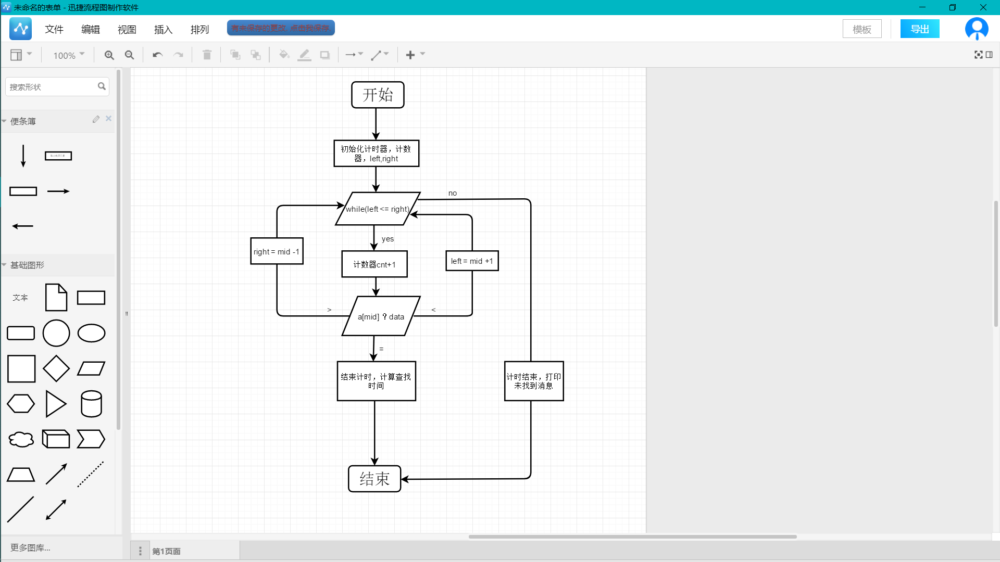 未命名的表单 - 迅捷流程图制作软件
文件 编辑 视图 插入 排列 有未保存的更改. 点击我保存. 模板 导出
100%
搜索形状
便条簿
基础图形
文本
更多图库...
开始
初始化计时器，计数
器，left,right
while(left <= right)
no
yes
right = mid -1
计数器cnt+1
left = mid +1
>
a[mid] ？data
<
=
结束计时，计算查找
时间
计时结束，打印
未找到消息
结束
第1页面